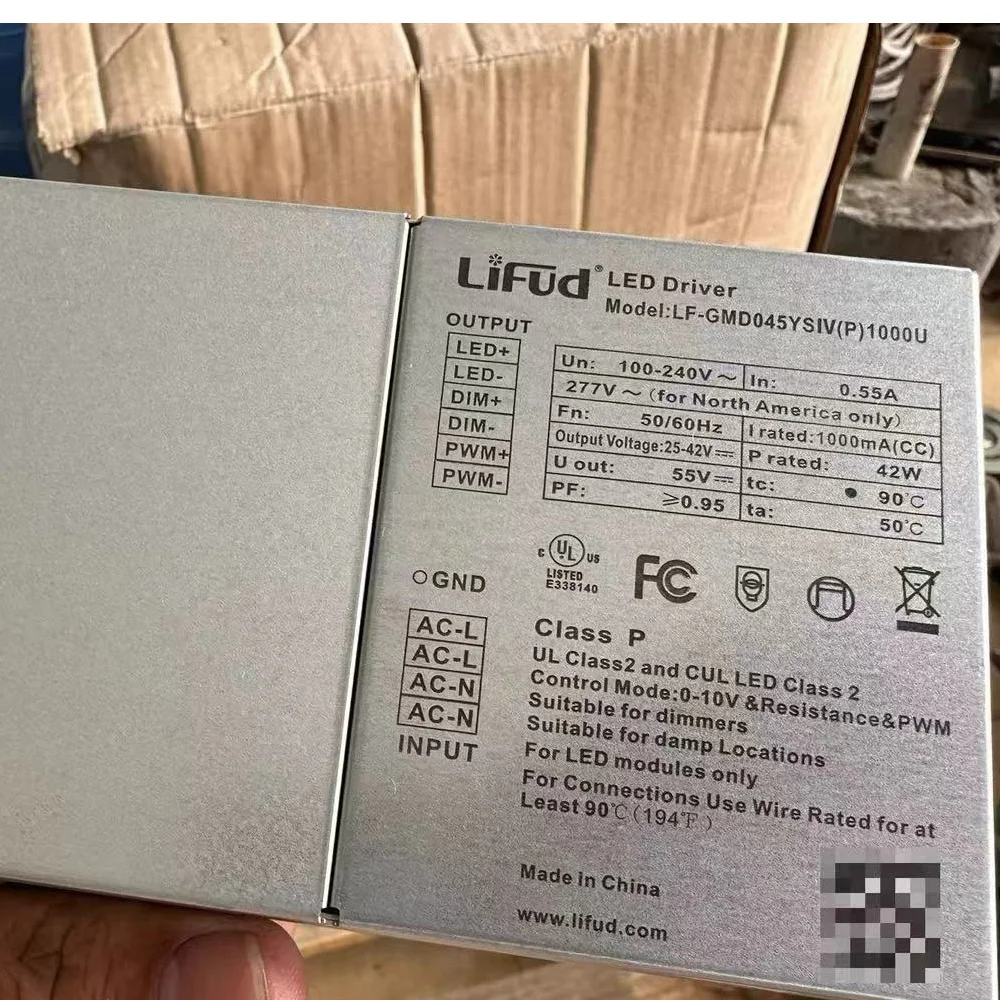 LiFUd® LED Driver
Model:LF-GMD045YSIV(P)1000U
OUTPUT
LED+
LED-
DIM+
DIM-
PWM+
PWM-
Un: 100-240V～ In: 0.55A
277V～(for North America only)
Fn: 50/60Hz I rated:1000mA(CC)
Output Voltage:25-42V⎓ P rated: 42W
U out: 55V⎓ tc: ● 90℃
PF: ≥0.95 ta: 50℃
c UL US
LISTED
E338140
FC
GND
AC-L
AC-L
AC-N
AC-N
INPUT
Class P
UL Class2 and CUL LED Class 2
Control Mode:0-10V &Resistance&PWM
Suitable for dimmers
Suitable for damp Locations
For LED modules only
For Connections Use Wire Rated for at
Least 90℃(194℉)
Made in China
www.lifud.com